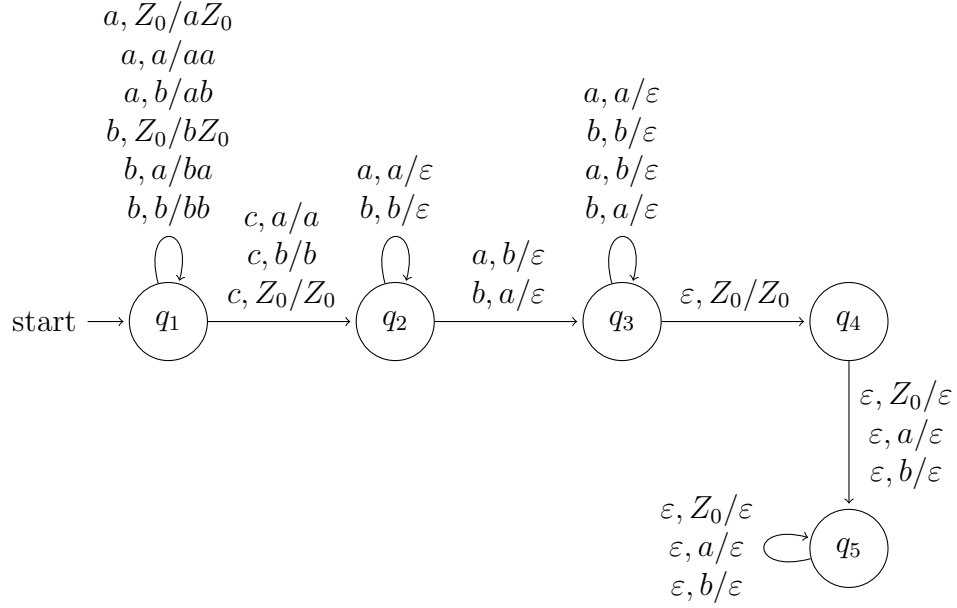 a, Z₀/aZ₀
a, a/aa
a, b/ab
b, Z₀/bZ₀
b, a/ba
b, b/bb
c, a/a
c, b/b
c, Z₀/Z₀
a, a/ε
b, b/ε
a, b/ε
b, a/ε
a, a/ε
b, b/ε
a, b/ε
b, a/ε
ε, Z₀/Z₀
start
q₁
q₂
q₃
q₄
ε, Z₀/ε
ε, a/ε
ε, b/ε
ε, Z₀/ε
ε, a/ε
ε, b/ε
q₅